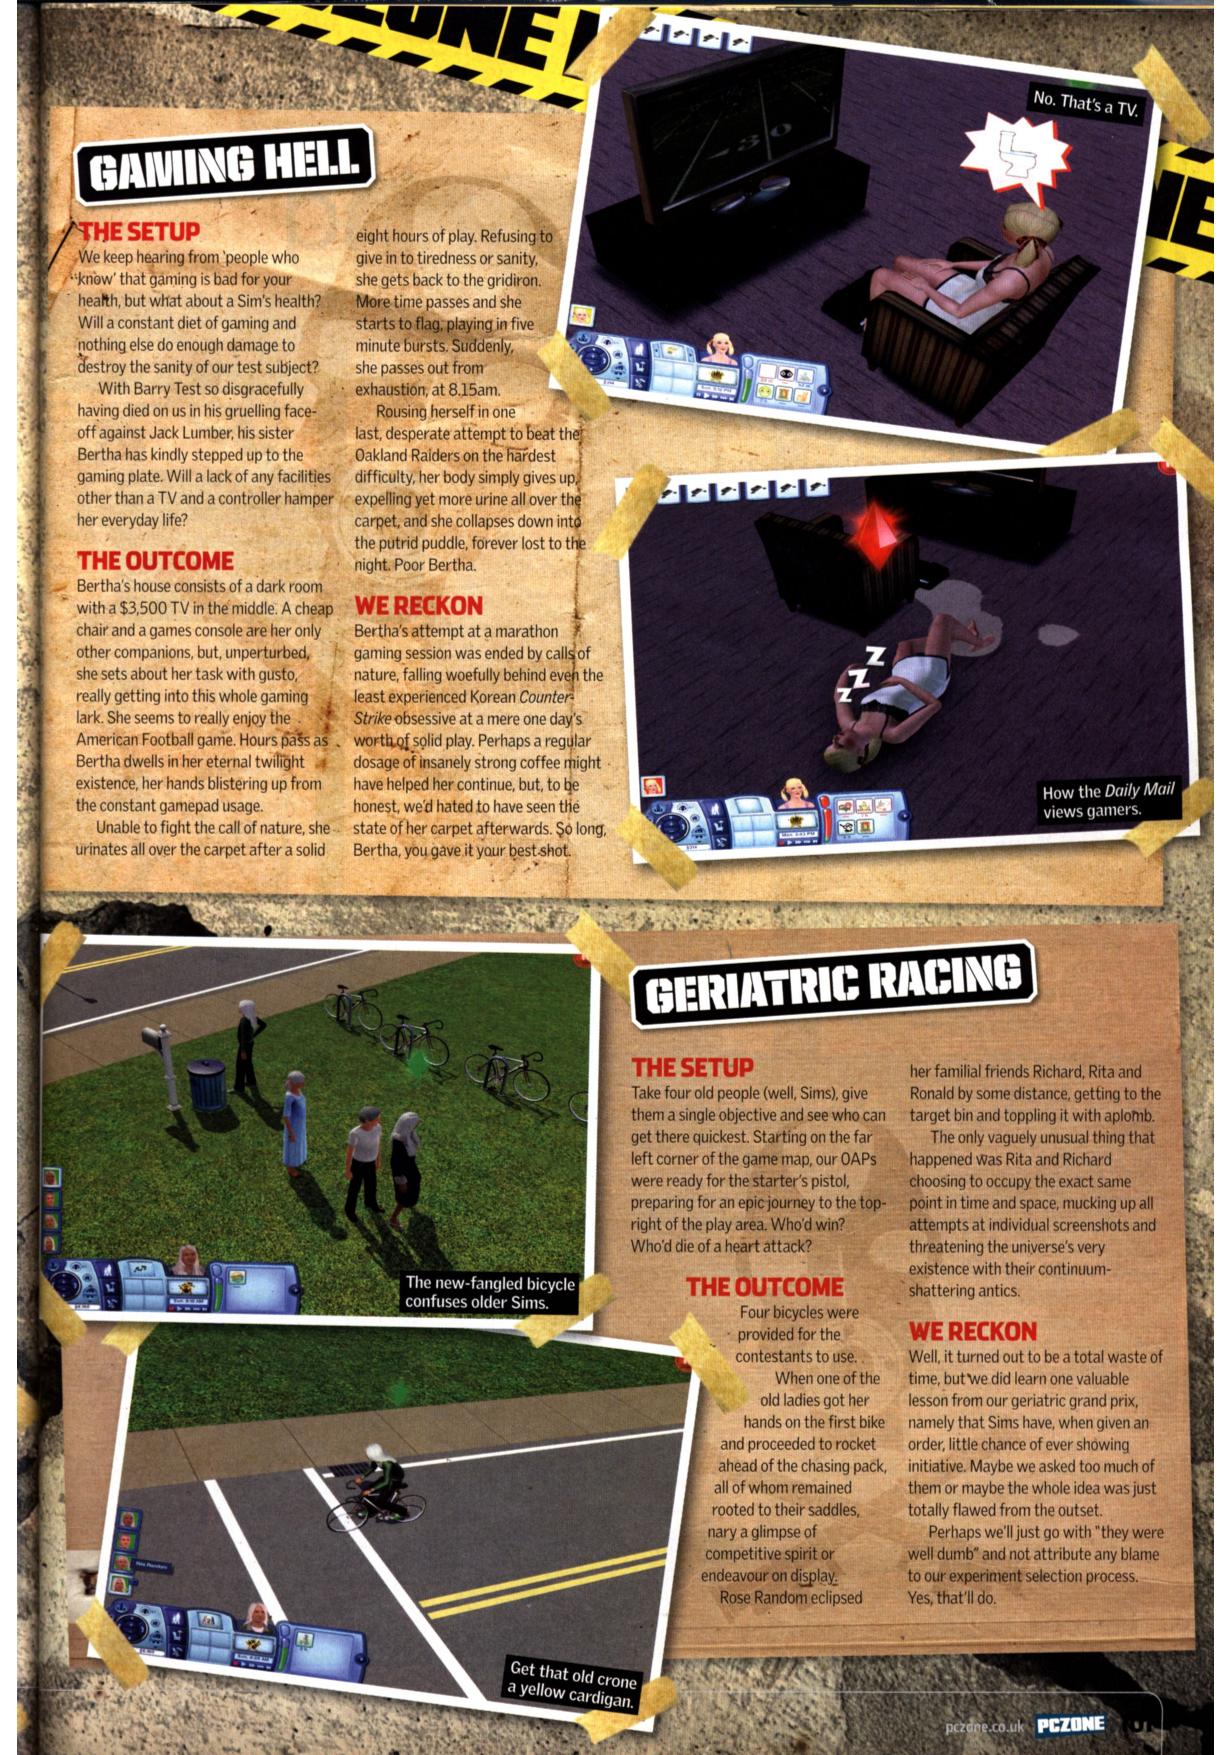 ZONE
No. That's a TV.
NE
GAMING HELL
THE SETUP
We keep hearing from 'people who
know' that gaming is bad for your
health, but what about a Sim's health?
Will a constant diet of gaming and
nothing else do enough damage to
destroy the sanity of our test subject?
With Barry Test so disgracefully
having died on us in his gruelling face-
off against Jack Lumber, his sister
Bertha has kindly stepped up to the
gaming plate. Will a lack of any facilities
other than a TV and a controller hamper
her everyday life?
THE OUTCOME
Bertha's house consists of a dark room
with a $3,500 TV in the middle. A cheap
chair and a games console are her only
other companions, but, unperturbed,
she sets about her task with gusto,
really getting into this whole gaming
lark. She seems to really enjoy the
American Football game. Hours pass as
Bertha dwells in her eternal twilight
existence, her hands blistering up from
the constant gamepad usage.
Unable to fight the call of nature, she
urinates all over the carpet after a solid
eight hours of play. Refusing to
give in to tiredness or sanity,
she gets back to the gridiron.
More time passes and she
starts to flag, playing in five
minute bursts. Suddenly,
she passes out from
exhaustion, at 8.15am.
Rousing herself in one
last, desperate attempt to beat the
Oakland Raiders on the hardest
difficulty, her body simply gives up,
expelling yet more urine all over the
carpet, and she collapses down into
the putrid puddle, forever lost to the
night. Poor Bertha.
WE RECKON
Bertha's attempt at a marathon
gaming session was ended by calls of
nature, falling woefully behind even the
least experienced Korean Counter-
Strike obsessive at a mere one day's
worth of solid play. Perhaps a regular
dosage of insanely strong coffee might
have helped her continue, but, to be
honest, we'd hated to have seen the
state of her carpet afterwards. So long,
Bertha, you gave it your best shot.
z z z
How the Daily Mail
views gamers.
The new-fangled bicycle
confuses older Sims.
Get that old crone
a yellow cardigan.
GERIATRIC RACING
THE SETUP
Take four old people (well, Sims), give
them a single objective and see who can
get there quickest. Starting on the far
left corner of the game map, our OAPs
were ready for the starter's pistol,
preparing for an epic journey to the top-
right of the play area. Who'd win?
Who'd die of a heart attack?
THE OUTCOME
Four bicycles were
provided for the
contestants to use.
When one of the
old ladies got her
hands on the first bike
and proceeded to rocket
ahead of the chasing pack,
all of whom remained
rooted to their saddles,
nary a glimpse of
competitive spirit or
endeavour on display.
Rose Random eclipsed
her familial friends Richard, Rita and
Ronald by some distance, getting to the
target bin and toppling it with aplomb.
The only vaguely unusual thing that
happened was Rita and Richard
choosing to occupy the exact same
point in time and space, mucking up all
attempts at individual screenshots and
threatening the universe's very
existence with their continuum-
shattering antics.
WE RECKON
Well, it turned out to be a total waste of
time, but we did learn one valuable
lesson from our geriatric grand prix,
namely that Sims have, when given an
order, little chance of ever showing
initiative. Maybe we asked too much of
them or maybe the whole idea was just
totally flawed from the outset.
Perhaps we'll just go with "they were
well dumb" and not attribute any blame
to our experiment selection process.
Yes, that'll do.
pczone.co.uk PCZONE